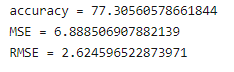 accuracy = 77.30560578661844
MSE = 6.888506907882139
RMSE = 2.624596522873971